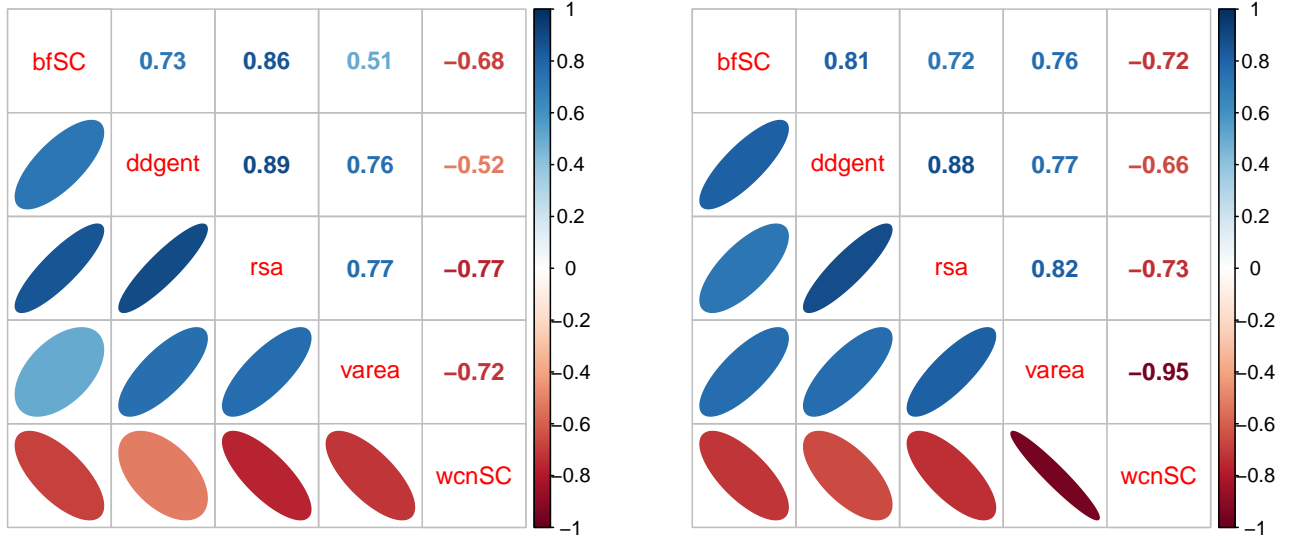 bfSC 0.73 0.86 0.51 −0.68
ddgent 0.89 0.76 −0.52
rsa 0.77 −0.77
varea −0.72
wcnSC
1
0.8
0.6
0.4
0.2
0
−0.2
−0.4
−0.6
−0.8
−1
bfSC 0.81 0.72 0.76 −0.72
ddgent 0.88 0.77 −0.66
rsa 0.82 −0.73
varea −0.95
wcnSC
1
0.8
0.6
0.4
0.2
0
−0.2
−0.4
−0.6
−0.8
−1